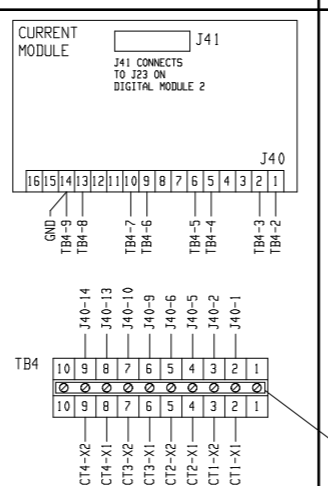 CURRENT
MODULE
J41
J41 CONNECTS
TO J23 ON
DIGITAL MODULE 2
J40
16 15 14 13 12 11 10 9 8 7 6 5 4 3 2 1
GND
TB4-9
TB4-8
TB4-7
TB4-6
TB4-5
TB4-4
TB4-3
TB4-2
J40-14
J40-13
J40-10
J40-9
J40-6
J40-5
J40-2
J40-1
TB4
10 9 8 7 6 5 4 3 2 1
10 9 8 7 6 5 4 3 2 1
CT4-X2
CT4-X1
CT3-X2
CT3-X1
CT2-X2
CT2-X1
CT1-X2
CT1-X1